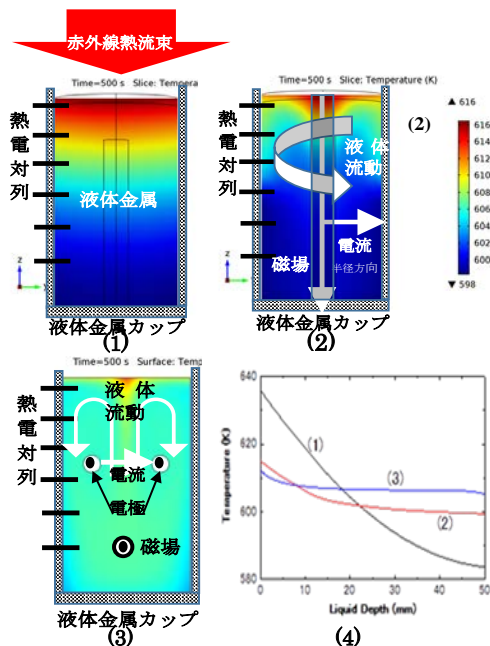 赤外線熱流束
Time=500 s Slice: Tempera
熱電対列
液体金属
z
液体金属カップ
(1)
Time=500 s Slice: Temperature (K)
(2)
熱電対列
液体
流動
電流
半径方向
磁場
z
液体金属カップ
(2)
▲ 616
616
614
612
610
608
606
604
602
600
▼ 598
Time=500 s Surface: Temp
熱電対列
液体
流動
電流
電極
磁場
液体金属カップ
(3)
Temperature (K)
640
620
600
580
(1)
(3)
(2)
0 10 20 30 40 50
Liquid Depth (mm)
(4)